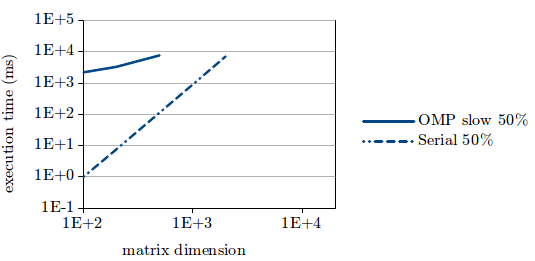 1E+5
1E+4
1E+3
1E+2
1E+1
1E+0
1E-1
execution time (ms)
1E+2 1E+3 1E+4
matrix dimension
OMP slow 50%
Serial 50%